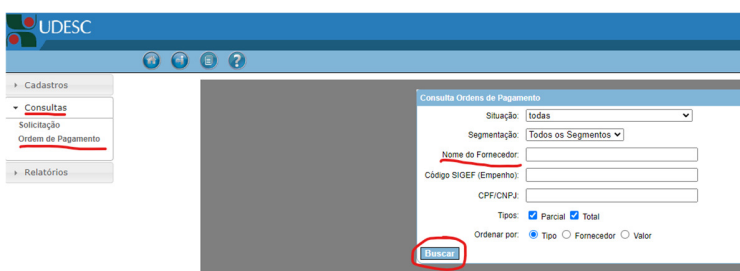 UDESC
?
Cadastros
Consultas
Solicitação
Ordem de Pagamento
Relatórios
Consulta Ordens de Pagamento
Situação: todas
Segmentação: Todos os Segmentos
Nome do Fornecedor:
Código SIGEF (Empenho):
CPF/CNPJ:
Tipos: Parcial Total
Ordenar por: Tipo Fornecedor Valor
Buscar